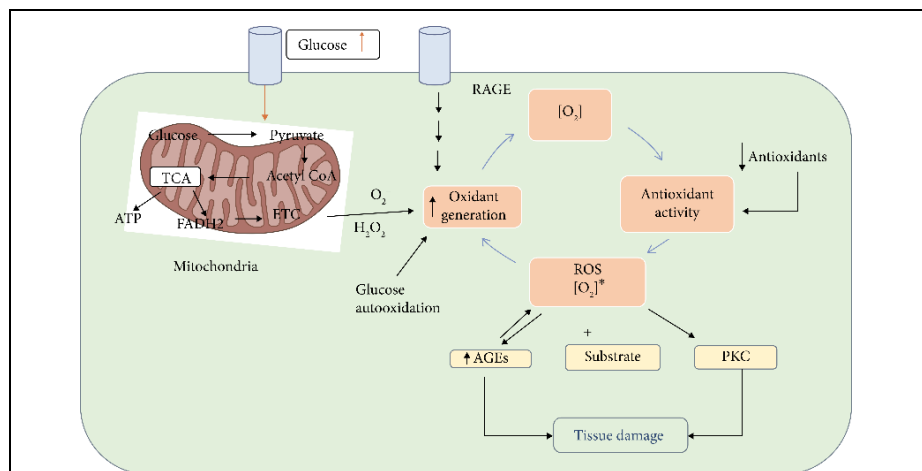 Glucose ↑
RAGE
[O₂]
Glucose → Pyruvate
Antioxidants
Acetyl CoA
TCA
O₂
↑ Oxidant
generation
Antioxidant
activity
ATP
FADH2
ETC
H₂O₂
Mitochondria
ROS
[O₂]*
Glucose
autooxidation
+
↑ AGEs
Substrate
PKC
Tissue damage